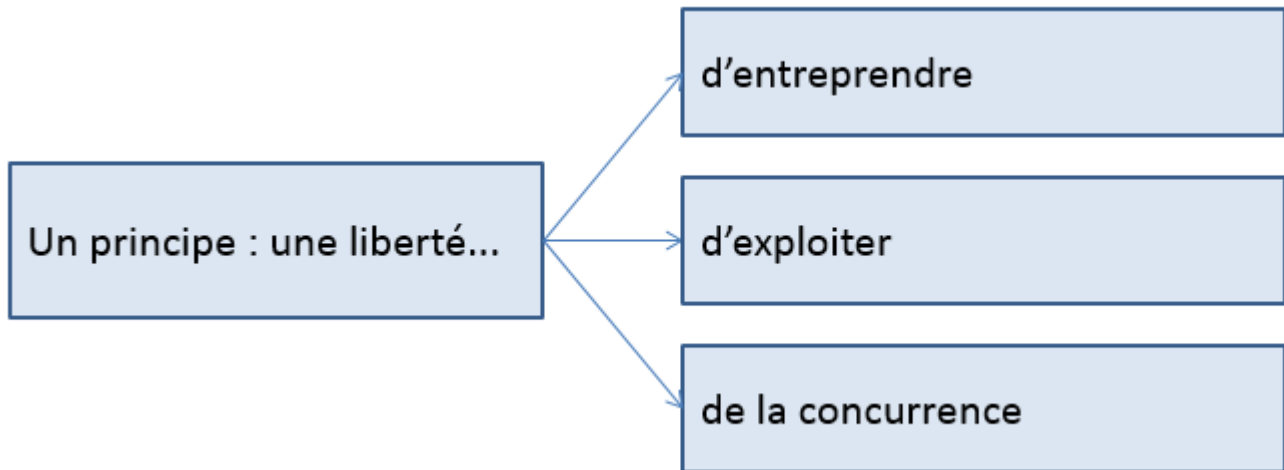 Un principe : une liberté...
d’entreprendre
d’exploiter
de la concurrence